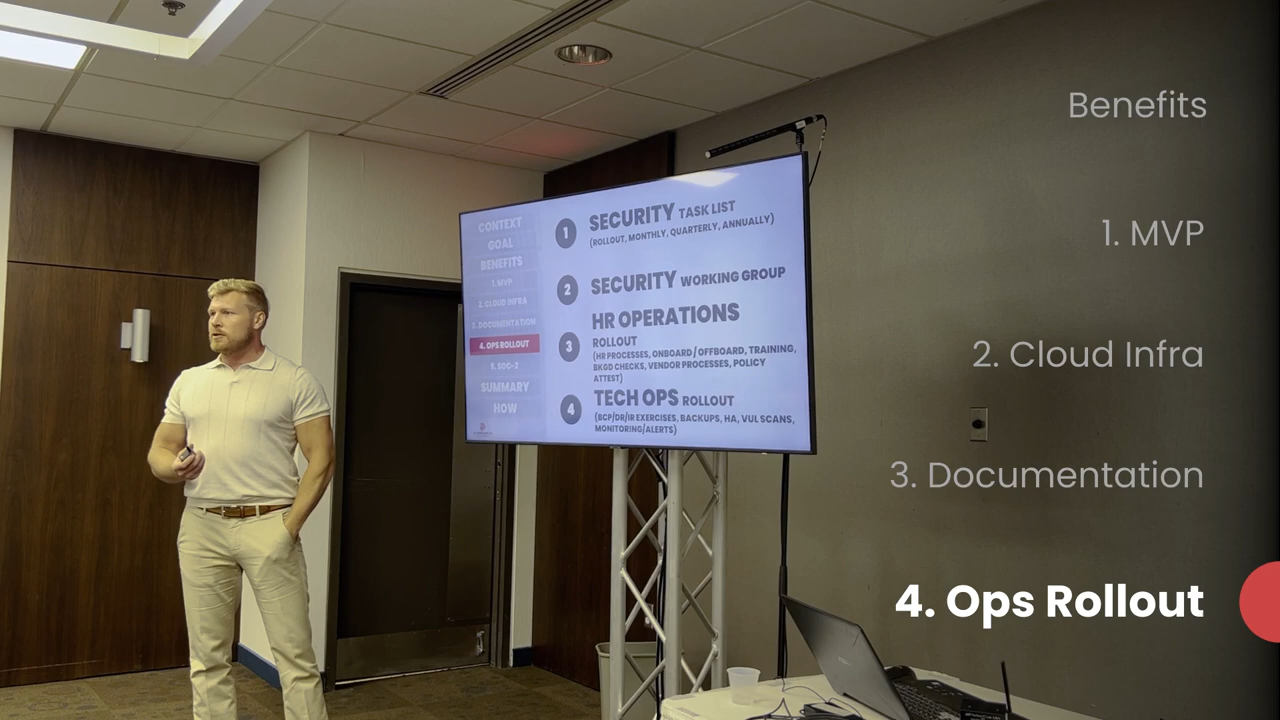 CONTEXT
GOAL
BENEFITS
1. MVP
2. CLOUD INFRA
3. DOCUMENTATION
4. OPS ROLLOUT
5. SOC-2
SUMMARY
HOW
1
SECURITY TASK LIST
(ROLLOUT, MONTHLY, QUARTERLY, ANNUALLY)
2
SECURITY WORKING GROUP
3
HR OPERATIONS
ROLLOUT
(HR PROCESSES, ONBOARD/OFFBOARD, TRAINING,
BKGD CHECKS, VENDOR PROCESSES, POLICY
ATTEST)
4
TECH OPS ROLLOUT
(BCP/DR/IR EXERCISES, BACKUPS, HA, VUL SCANS,
MONITORING/ALERTS)
Benefits
1. MVP
2. Cloud Infra
3. Documentation
4. Ops Rollout